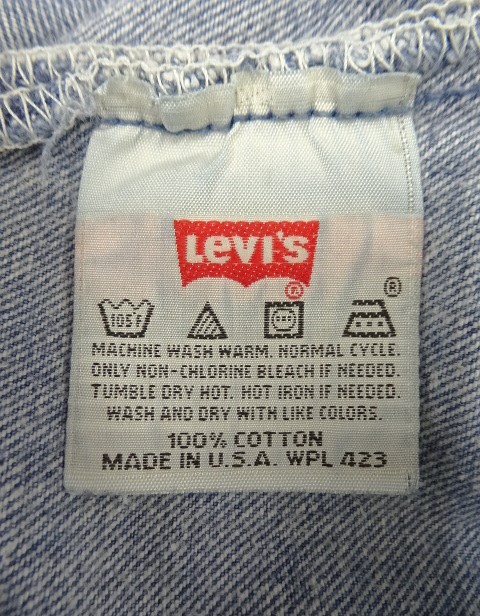 LEVI'S
®
®
105°
MACHINE WASH WARM. NORMAL CYCLE.
ONLY NON-CHLORINE BLEACH IF NEEDED.
TUMBLE DRY HOT. HOT IRON IF NEEDED.
WASH AND DRY WITH LIKE COLORS.
100% COTTON
MADE IN U.S.A. WPL 423